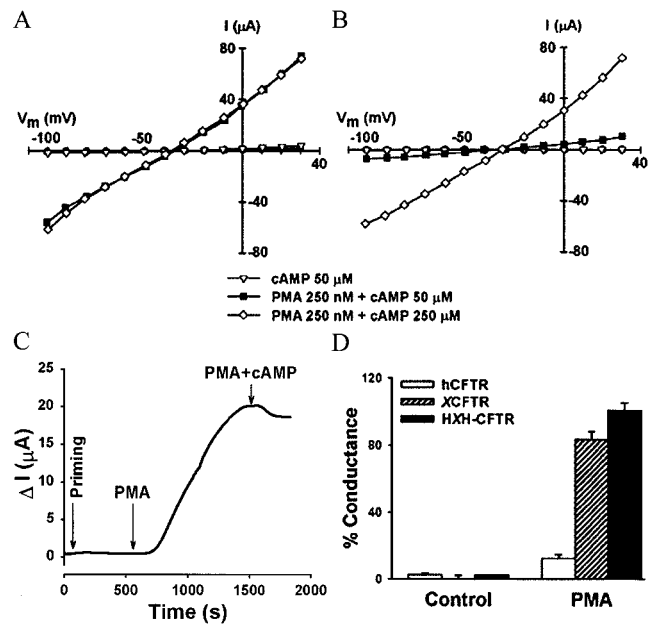 A
I (μA)
80
40
Vm (mV)
-100
-50
40
-40
-80
B
I (μA)
80
40
Vm (mV)
-100
-50
40
-40
-80
cAMP 50 μM
PMA 250 nM + cAMP 50 μM
PMA 250 nM + cAMP 250 μM
C
Δ I (μA)
25
20
15
10
5
0
Priming
PMA
PMA+cAMP
0
500
1000
1500
2000
Time (s)
D
% Conductance
120
80
40
0
hCFTR
XCFTR
HXH-CFTR
Control
PMA